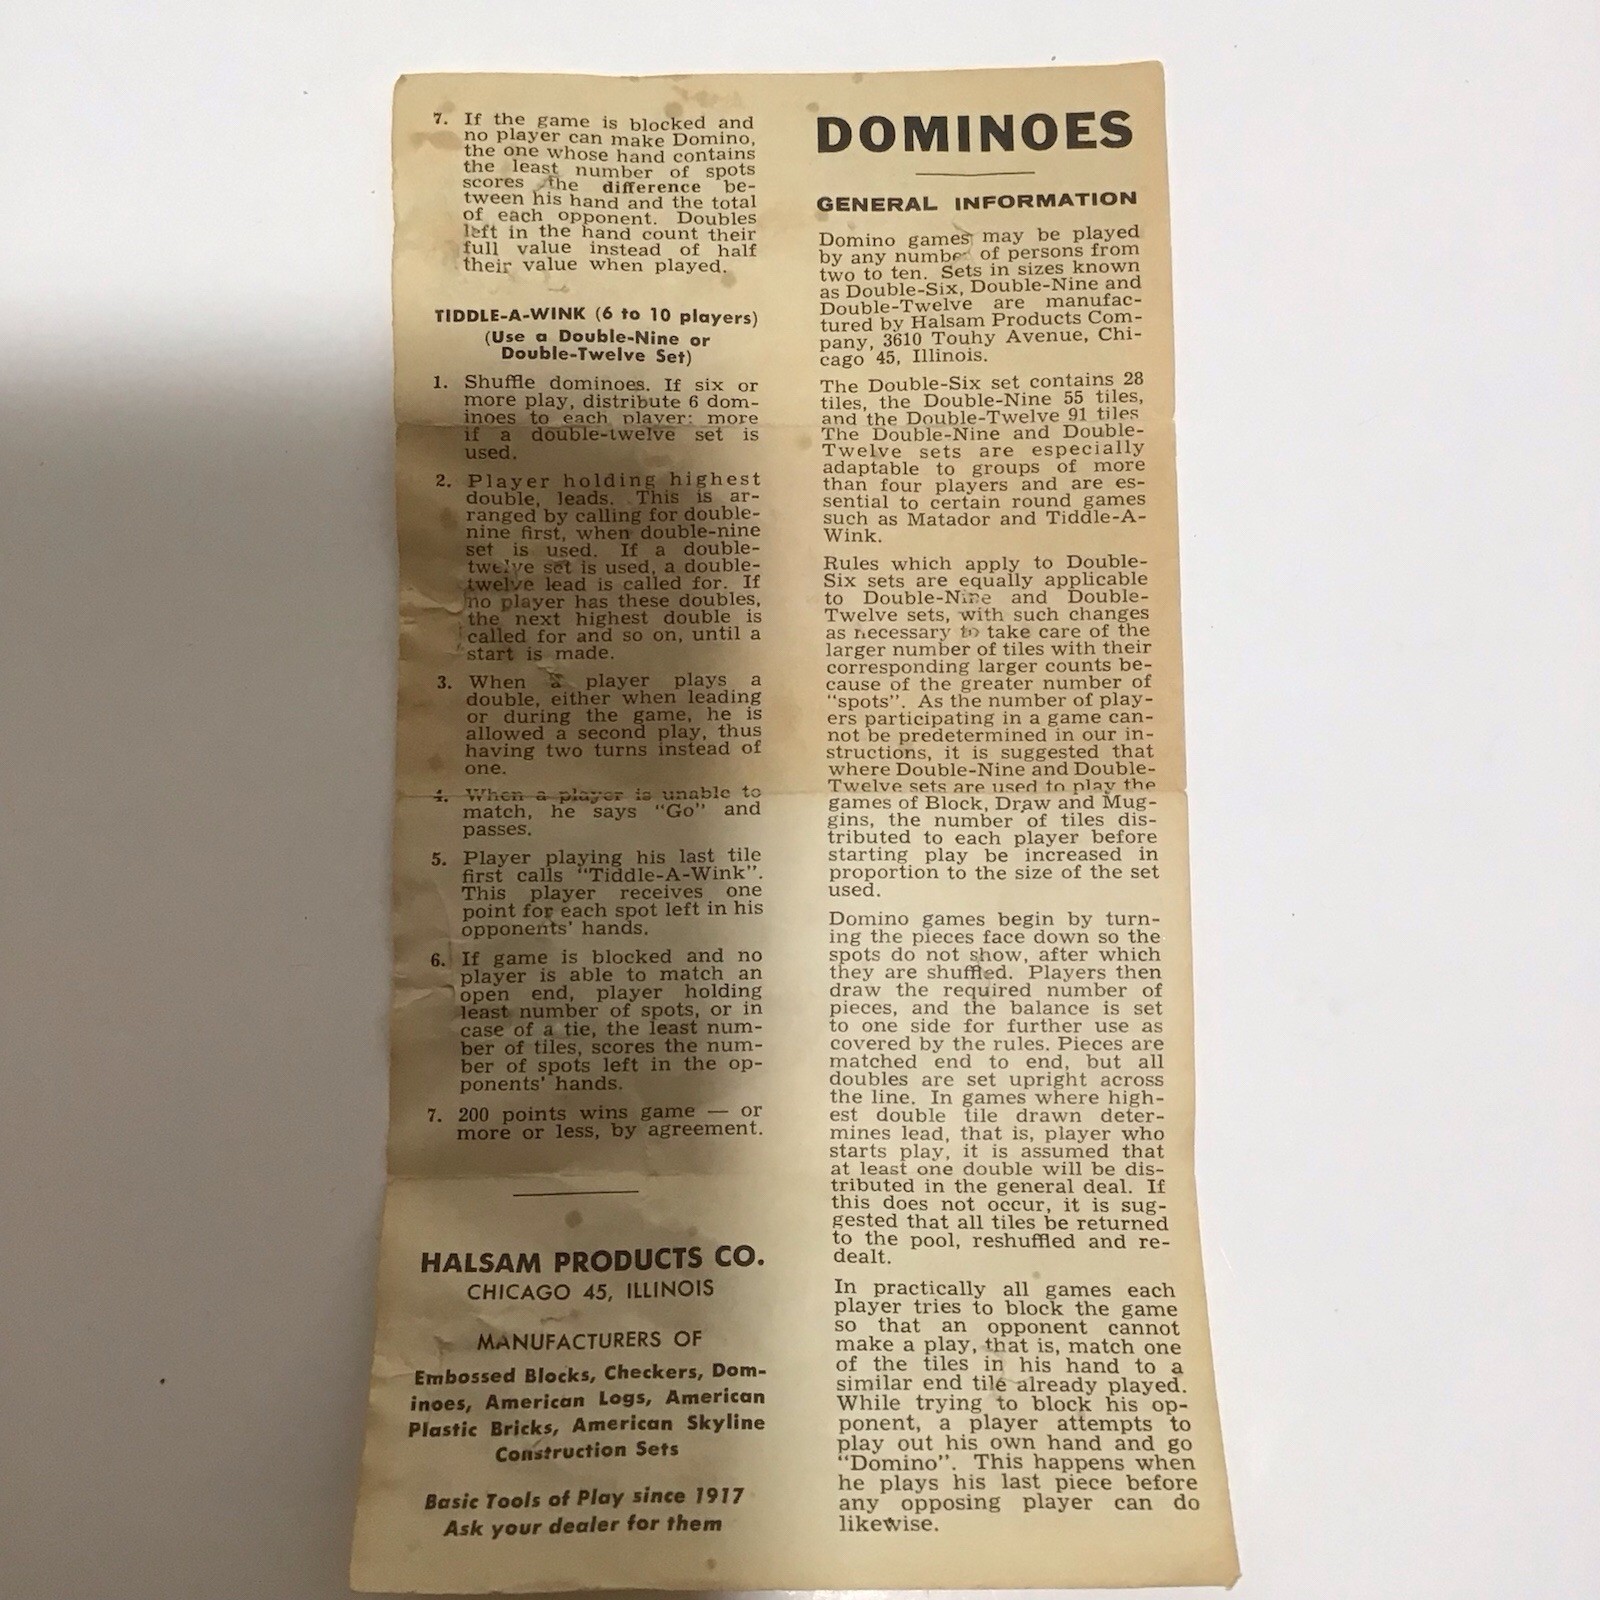 7. If the game is blocked and
no player can make Domino,
the one whose hand contains
the least number of spots
scores the difference be-
tween his hand and the total
of each opponent. Doubles
left in the hand count their
full value instead of half
their value when played.
TIDDLE-A-WINK (6 to 10 players)
(Use a Double-Nine or
Double-Twelve Set)
1. Shuffle dominoes. If six or
more play, distribute 6 dom-
inoes to each player; more
if a double-twelve set is
used.
2. Player holding highest
double, leads. This is ar-
ranged by calling for double-
nine first, when double-nine
set is used. If a double-
twelve set is used, a double-
twelve lead is called for. If
no player has these doubles,
the next highest double is
called for and so on, until a
start is made.
3. When a player plays a
double, either when leading
or during the game, he is
allowed a second play, thus
having two turns instead of
one.
4. When a player is unable to
match, he says "Go" and
passes.
5. Player playing his last tile
first calls "Tiddle-A-Wink".
This player receives one
point for each spot left in his
opponents' hands.
6. If game is blocked and no
player is able to match an
open end, player holding
least number of spots, or in
case of a tie, the least num-
ber of tiles, scores the num-
ber of spots left in the op-
ponents' hands.
7. 200 points wins game — or
more or less, by agreement.
HALSAM PRODUCTS CO.
CHICAGO 45, ILLINOIS
MANUFACTURERS OF
Embossed Blocks, Checkers, Dom-
inoes, American Logs, American
Plastic Bricks, American Skyline
Construction Sets
Basic Tools of Play since 1917
Ask your dealer for them
DOMINOES
GENERAL INFORMATION
Domino games may be played
by any number of persons from
two to ten. Sets in sizes known
as Double-Six, Double-Nine and
Double-Twelve are manufac-
tured by Halsam Products Com-
pany, 3610 Touhy Avenue, Chi-
cago 45, Illinois.
The Double-Six set contains 28
tiles, the Double-Nine 55 tiles,
and the Double-Twelve 91 tiles
The Double-Nine and Double-
Twelve sets are especially
adaptable to groups of more
than four players and are es-
sential to certain round games
such as Matador and Tiddle-A-
Wink.
Rules which apply to Double-
Six sets are equally applicable
to Double-Nine and Double-
Twelve sets, with such changes
as necessary to take care of the
larger number of tiles with their
corresponding larger counts be-
cause of the greater number of
"spots". As the number of play-
ers participating in a game can-
not be predetermined in our in-
structions, it is suggested that
where Double-Nine and Double-
Twelve sets are used to play the
games of Block, Draw and Mug-
gins, the number of tiles dis-
tributed to each player before
starting play be increased in
proportion to the size of the set
used.
Domino games begin by turn-
ing the pieces face down so the
spots do not show, after which
they are shuffled. Players then
draw the required number of
pieces, and the balance is set
to one side for further use as
covered by the rules. Pieces are
matched end to end, but all
doubles are set upright across
the line. In games where high-
est double tile drawn deter-
mines lead, that is, player who
starts play, it is assumed that
at least one double will be dis-
tributed in the general deal. If
this does not occur, it is sug-
gested that all tiles be returned
to the pool, reshuffled and re-
dealt.
In practically all games each
player tries to block the game
so that an opponent cannot
make a play, that is, match one
of the tiles in his hand to a
similar end tile already played.
While trying to block his op-
ponent, a player attempts to
play out his own hand and go
"Domino". This happens when
he plays his last piece before
any opposing player can do
likewise.